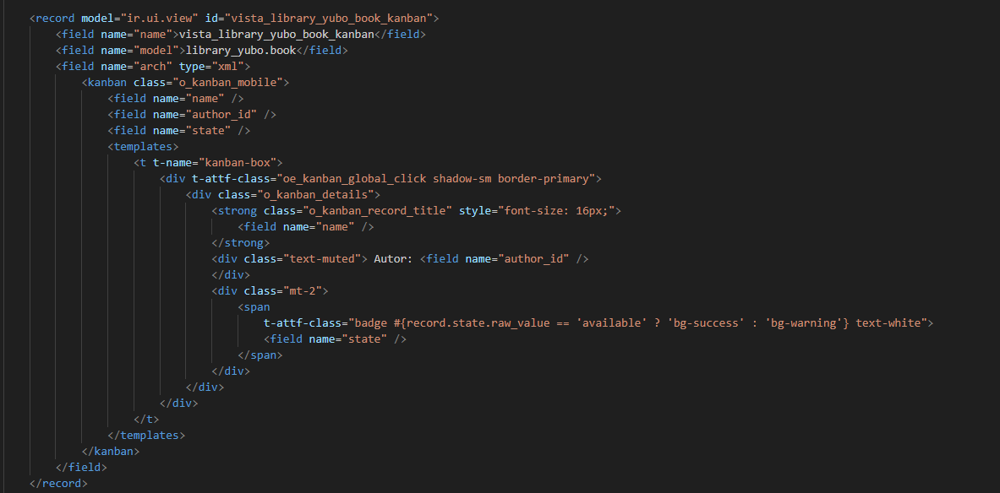 <record model="ir.ui.view" id="vista_library_yubo_book_kanban">
<field name="name">vista_library_yubo_book_kanban</field>
<field name="model">library_yubo.book</field>
<field name="arch" type="xml">
<kanban class="o_kanban_mobile">
<field name="name" />
<field name="author_id" />
<field name="state" />
<templates>
<t t-name="kanban-box">
<div t-attf-class="oe_kanban_global_click shadow-sm border-primary">
<div class="o_kanban_details">
<strong class="o_kanban_record_title" style="font-size: 16px;">
<field name="name" />
</strong>
<div class="text-muted"> Autor: <field name="author_id" />
</div>
<div class="mt-2">
<span
t-attf-class="badge #{record.state.raw_value == 'available' ? 'bg-success' : 'bg-warning'} text-white">
<field name="state" />
</span>
</div>
</div>
</div>
</t>
</templates>
</kanban>
</field>
</record>